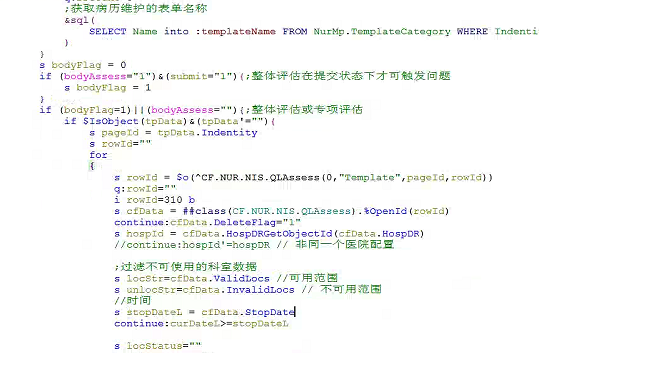 ;获取病历维护的表单名称
&sql(
SELECT Name into :templateName FROM NurMp.TemplateCategory WHERE Indenti
)
}
s bodyFlag = 0
if (bodyAssess="1")&(submit="1"){;整体评估在提交状态下才可触发问题
s bodyFlag = 1
}
if (bodyFlag=1)||(bodyAssess=""){;整体评估或专项评估
if $IsObject(tpData)&(tpData'=""){
s pageId = tpData.Indentity
s rowId=""
for
{
s rowId = $o(^CF.NUR.NIS.QLAssess(0,"Template",pageId,rowId))
q:rowId=""
i rowId=310 b
s cfData = ##class(CF.NUR.NIS.QLAssess).%OpenId(rowId)
continue:cfData.DeleteFlag="1"
s hospId = cfData.HospDRGetObjectId(cfData.HospDR)
//continue:hospId'=hospDR // 非同一个医院配置
;过滤不可使用的科室数据
s locStr=cfData.ValidLocs //可用范围
s unlocStr=cfData.InvalidLocs // 不可用范围
//时间
s stopDateL = cfData.StopDate
continue:curDateL>=stopDateL
s locStatus=""